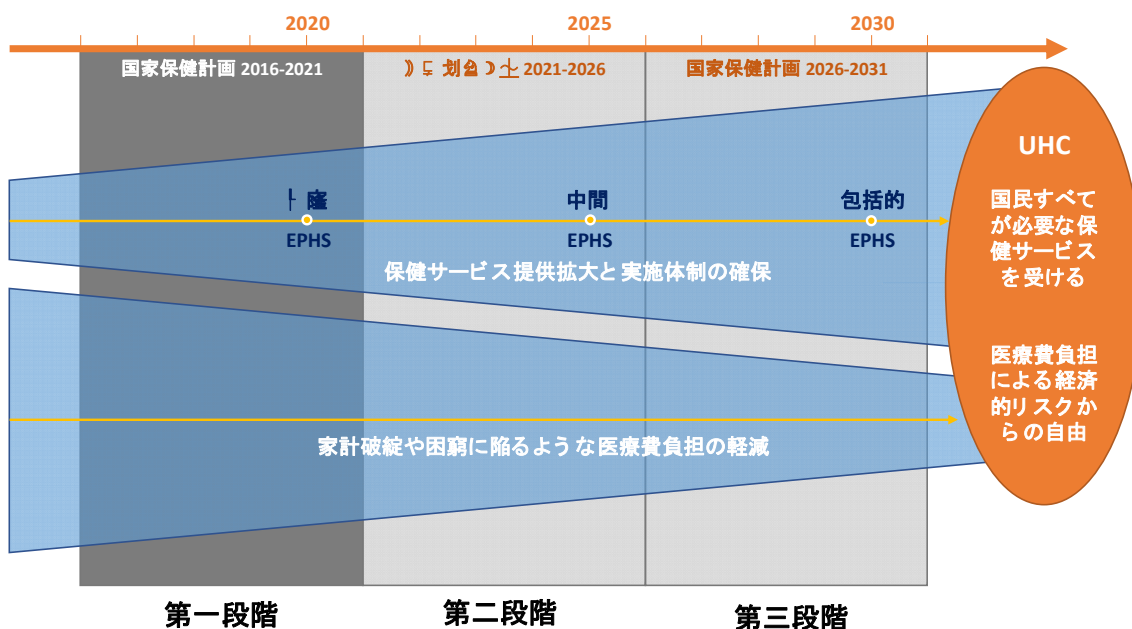 2020
2025
2030
国家保健計画 2016-2021
2021-2026
国家保健計画 2026-2031
中間
包括的
EPHS
EPHS
EPHS
保健サービス提供拡大と実施体制の確保
家計破綻や困窮に陥るような医療費負担の軽減
UHC
国民すべて
が必要な保
健サービス
を受ける
医療費負担
による経済
的リスクか
らの自由
第一段階
第二段階
第三段階